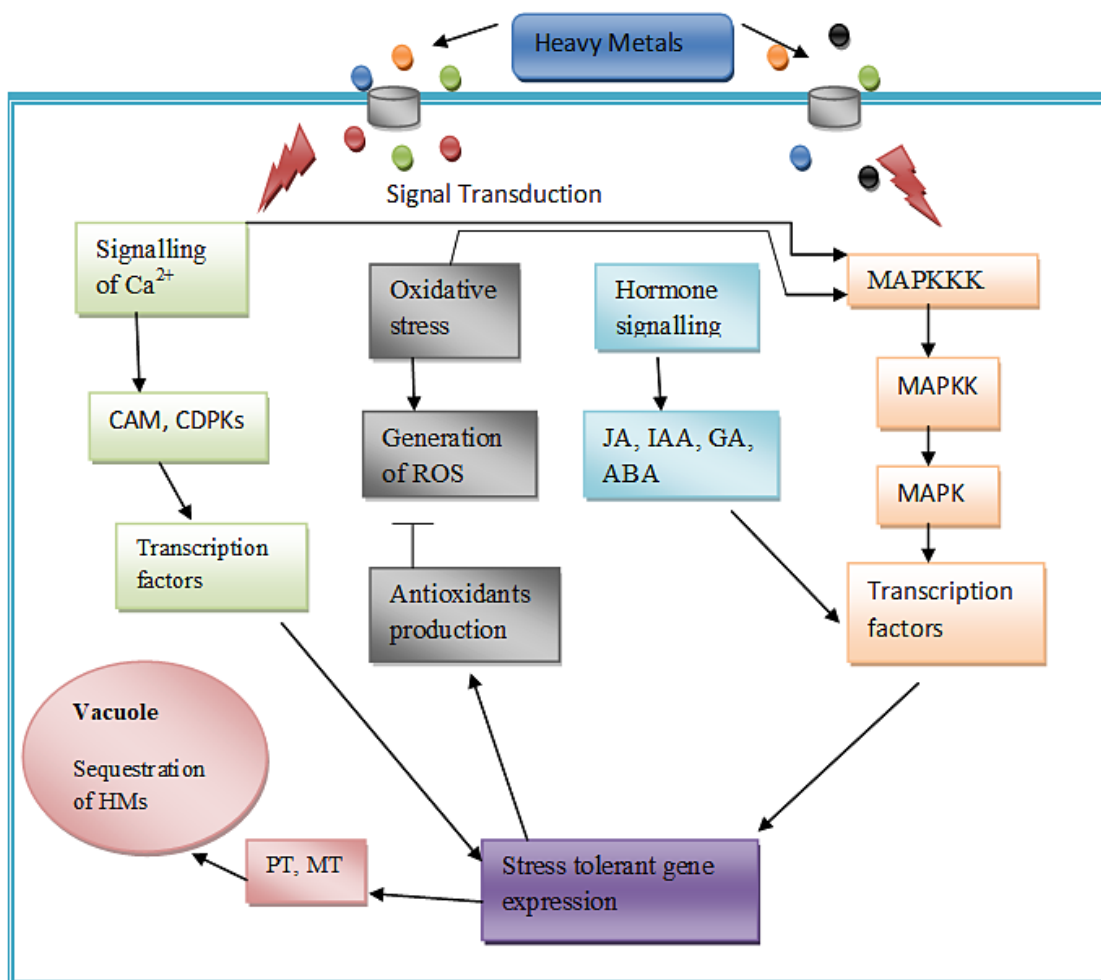 Heavy Metals
Signal Transduction
Signalling
of Ca²⁺
Oxidative
stress
Hormone
signalling
MAPKKK
MAPKK
CAM, CDPKs
Generation
of ROS
JA, IAA, GA,
ABA
MAPK
Transcription
factors
Antioxidants
production
Transcription
factors
Vacuole
Sequestration
of HMs
PT, MT
Stress tolerant gene
expression